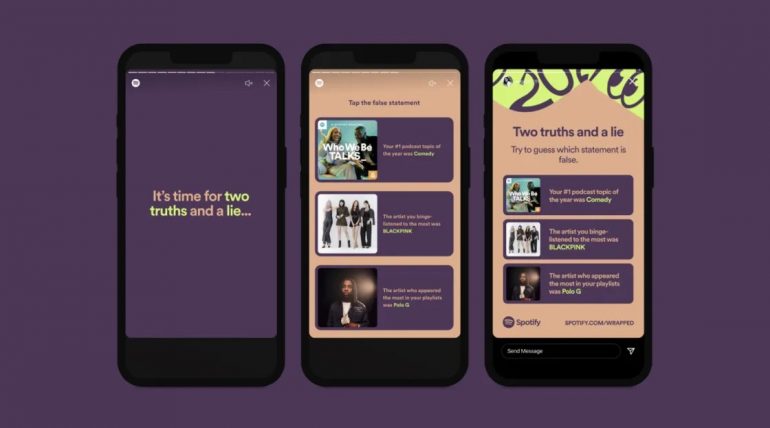 It's time for two
truths and a lie...
Tap the false statement
Who We Be
TALKS_
Your #1 podcast topic of
the year was Comedy
The artist you binge-
listened to the most was
BLACKPINK
The artist who appeared
the most in your playlists
was Polo G
Two truths and a lie
Try to guess which statement is
false.
Who We Be
TALKS_
Your #1 podcast topic of
the year was Comedy
The artist you binge-
listened to the most was
BLACKPINK
The artist who appeared
the most in your playlists
was Polo G
Spotify
SPOTIFY.COM/WRAPPED
Send Message